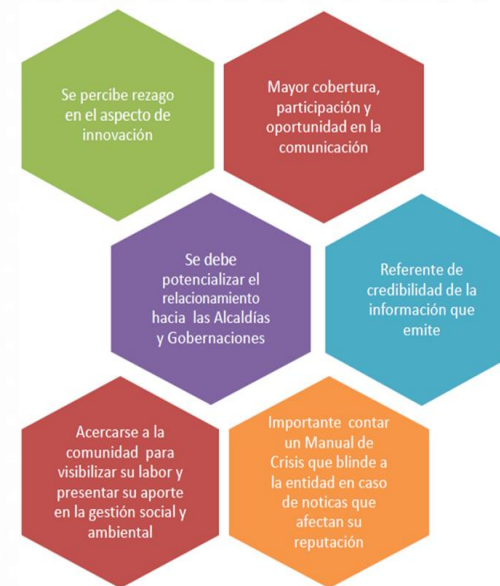 Se percibe rezago
en el aspecto de
innovación
Mayor cobertura,
participación y
oportunidad en la
comunicación
Se debe
potencializar el
relacionamiento
hacia las Alcaldías
y Gobernaciones
Referente de
credibilidad de la
información que
emite
Acercarse a la
comunidad para
visibilizar su labor y
presentar su aporte
en la gestión social y
ambiental
Importante contar
un Manual de
Crisis que blinde a
la entidad en caso
de noticas que
afectan su
reputación